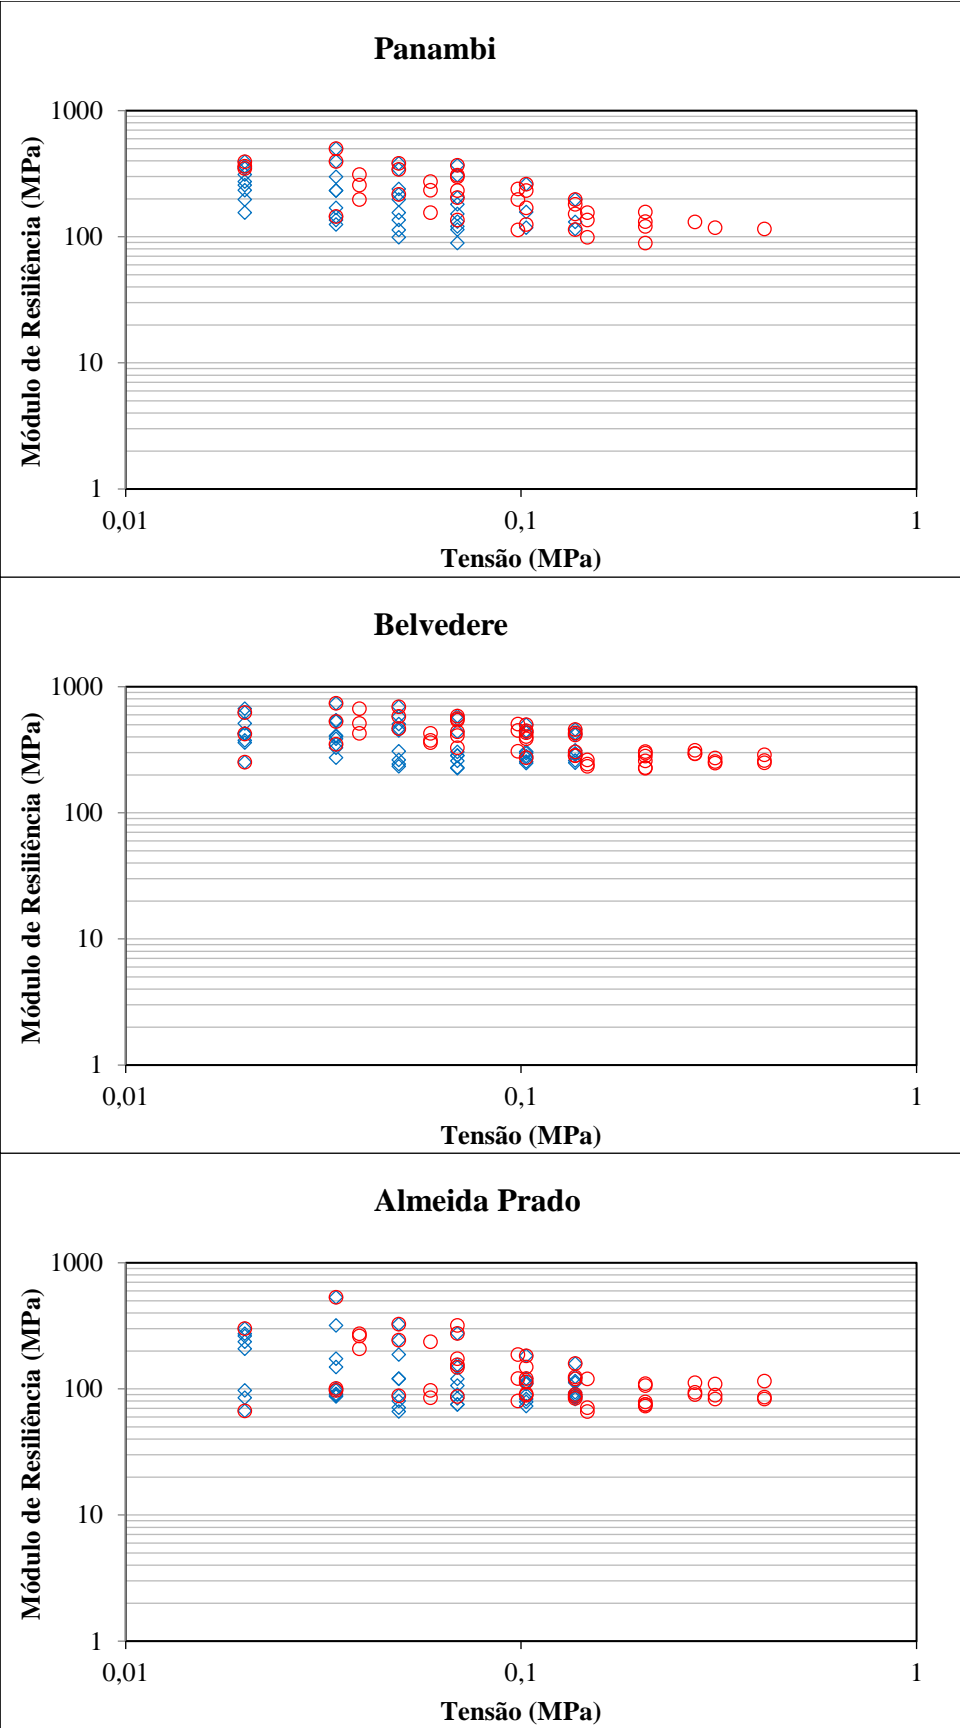 Panambi
Módulo de Resiliência (MPa)
1000
100
10
1
0,01
0,1
1
Tensão (MPa)
Belvedere
Módulo de Resiliência (MPa)
1000
100
10
1
0,01
0,1
1
Tensão (MPa)
Almeida Prado
Módulo de Resiliência (MPa)
1000
100
10
1
0,01
0,1
1
Tensão (MPa)